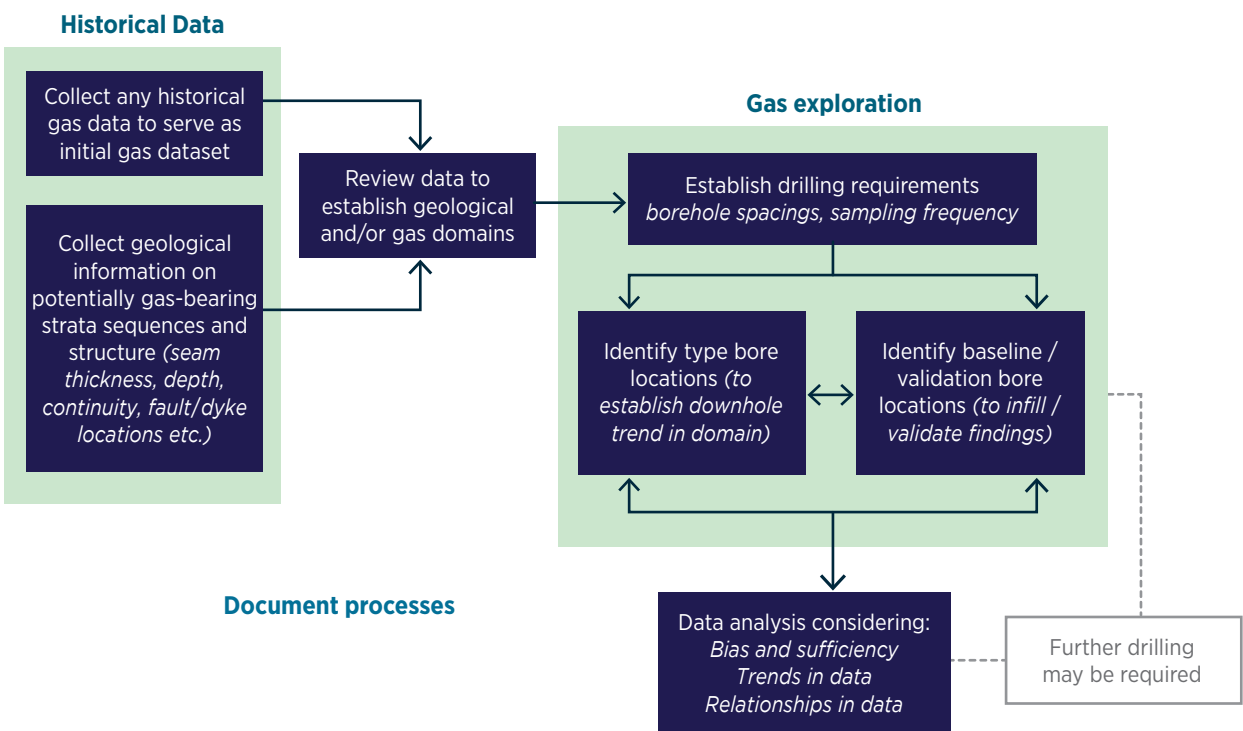 Historical Data
Collect any historical
gas data to serve as
initial gas dataset
Collect geological
information on
potentially gas-bearing
strata sequences and
structure (seam
thickness, depth,
continuity, fault/dyke
locations etc.)
Review data to
establish geological
and/or gas domains
Gas exploration
Establish drilling requirements
borehole spacings, sampling frequency
Identify type bore
locations (to
establish downhole
trend in domain)
Identify baseline /
validation bore
locations (to infill /
validate findings)
Document processes
Data analysis considering:
Bias and sufficiency
Trends in data
Relationships in data
Further drilling
may be required